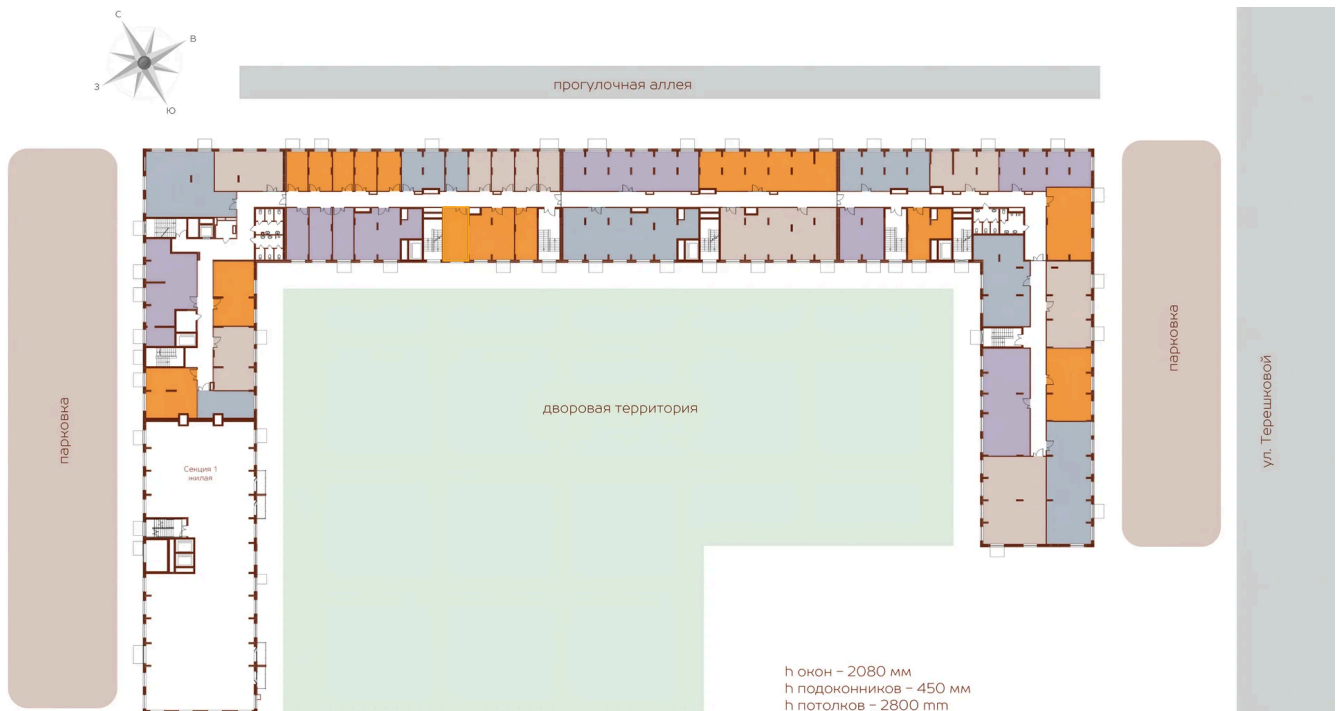 С
В
З
Ю
прогулочная аллея
парковка
дворовая территория
парковка
ул. Терешковой
Секция 1
жилая
h окон – 2080 мм
h подоконников – 450 мм
h потолков – 2800 mm